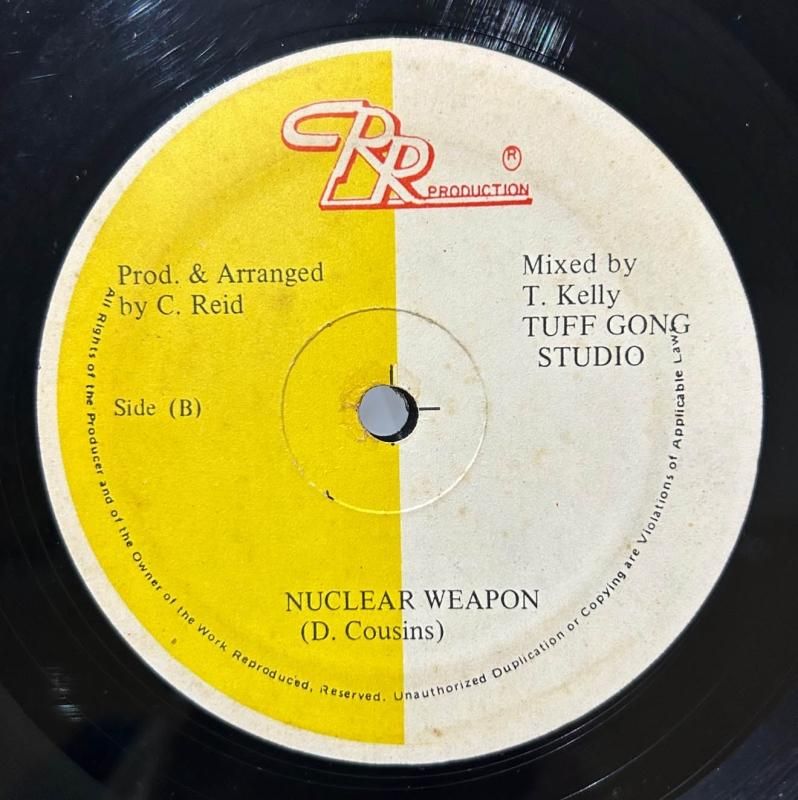 CRR PRODUCTION ®
Prod. & Arranged
by C. Reid
Mixed by
T. Kelly
TUFF GONG
STUDIO
Side (B)
NUCLEAR WEAPON
(D. Cousins)
All Rights of the Producer and of the Owner of the Work Reproduced, Reserved. Unauthorized Duplication or Copying are Violations of Applicable Law